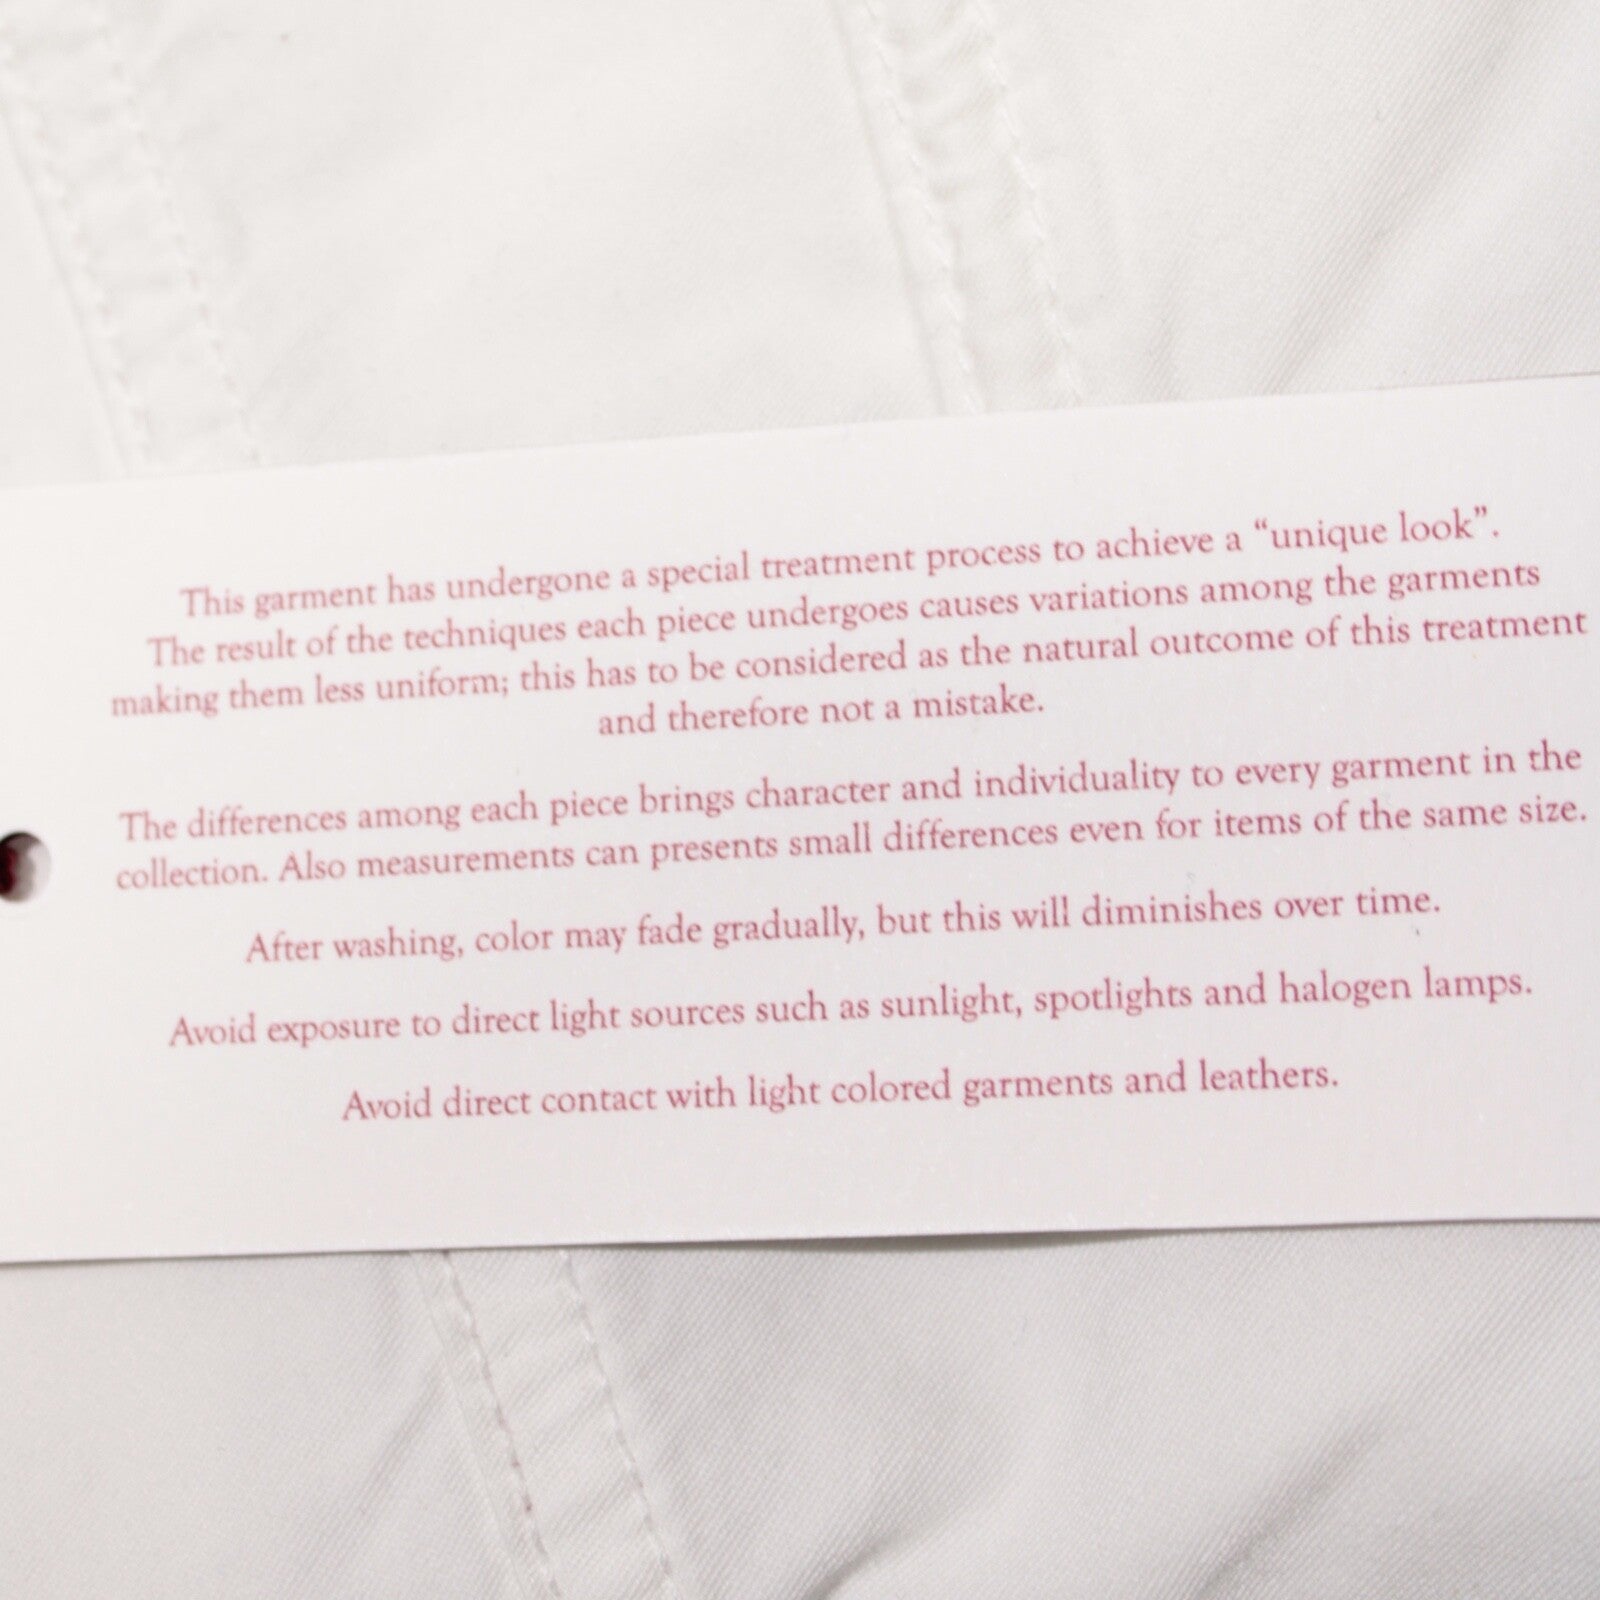 This garment has undergone a special treatment process to achieve a “unique look”.
The result of the techniques each piece undergoes causes variations among the garments
making them less uniform; this has to be considered as the natural outcome of this treatment
and therefore not a mistake.
The differences among each piece brings character and individuality to every garment in the
collection. Also measurements can presents small differences even for items of the same size.
After washing, color may fade gradually, but this will diminishes over time.
Avoid exposure to direct light sources such as sunlight, spotlights and halogen lamps.
Avoid direct contact with light colored garments and leathers.